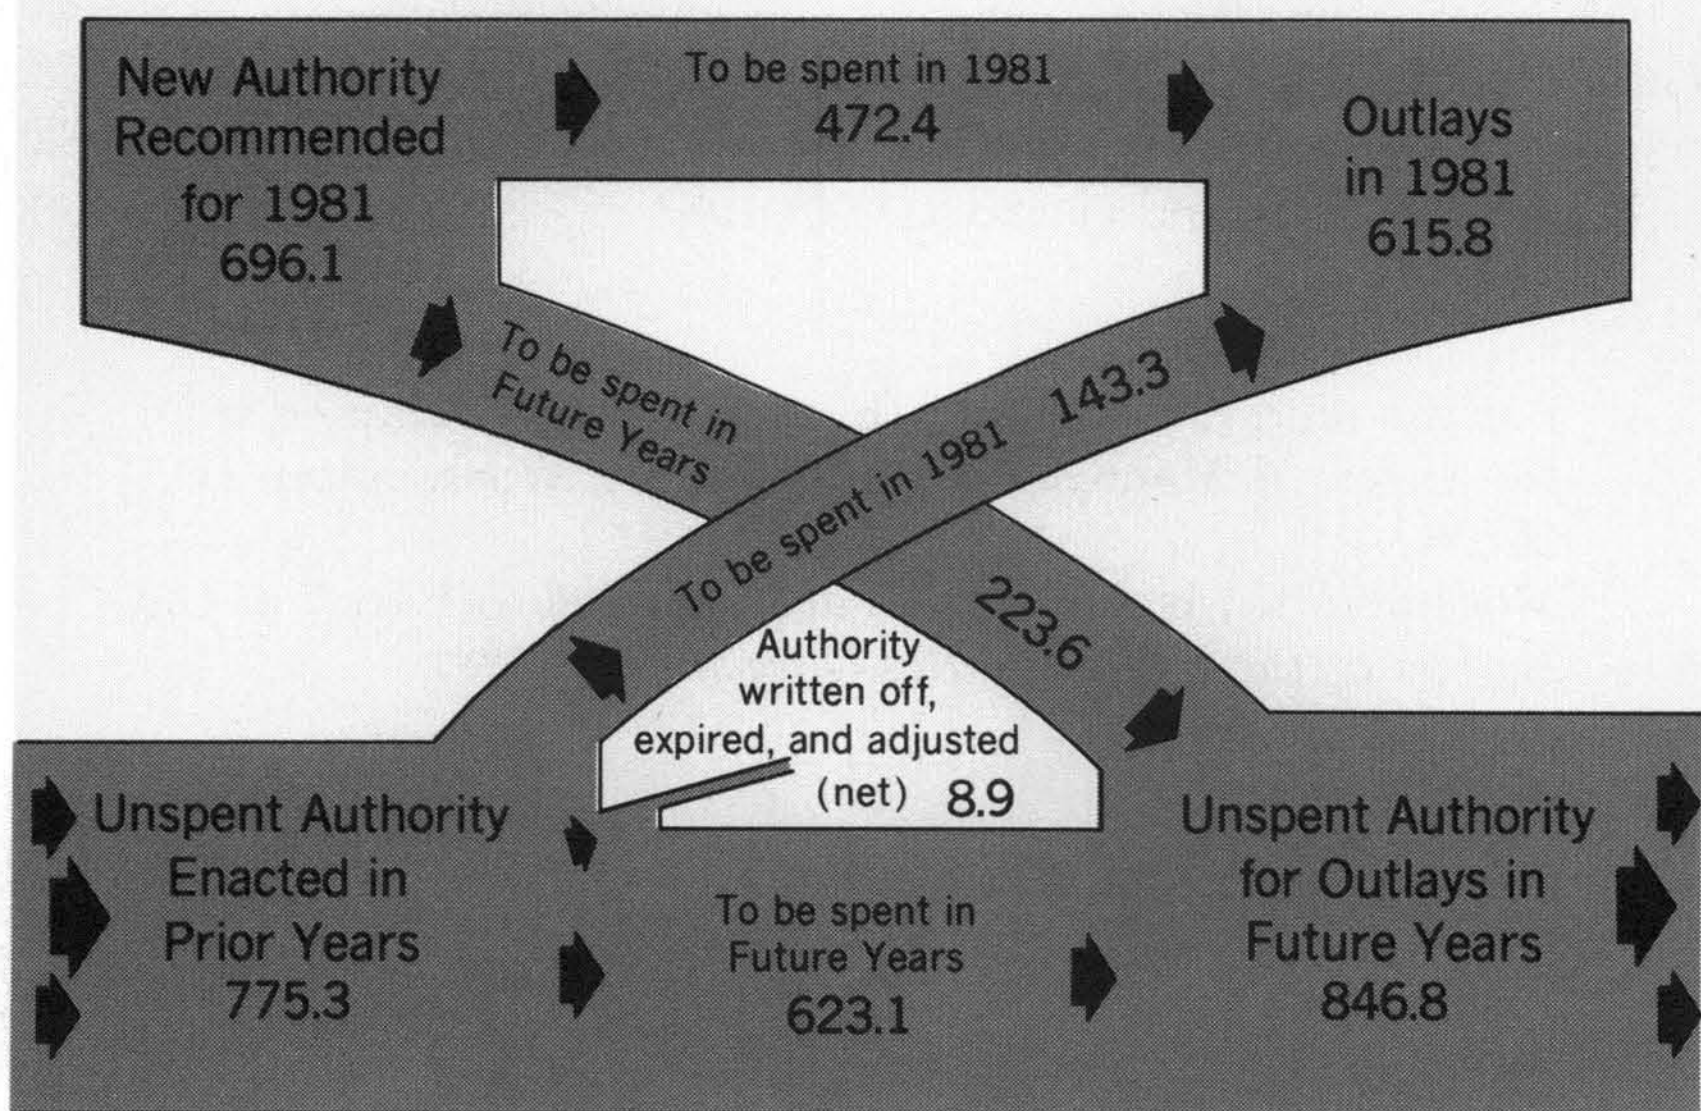 New Authority
Recommended
for 1981
696.1
To be spent in 1981
472.4
Outlays
in 1981
615.8
To be spent in
Future Years
To be spent in 1981 143.3
223.6
Authority
written off,
expired, and adjusted
(net) 8.9
Unspent Authority
Enacted in
Prior Years
775.3
To be spent in
Future Years
623.1
Unspent Authority
for Outlays in
Future Years
846.8